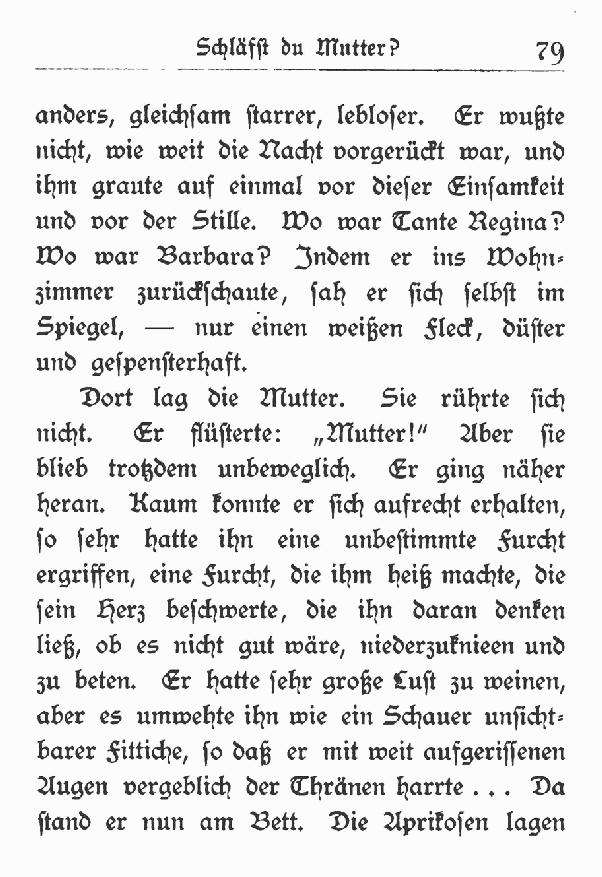 Schläfst du Mutter? 79
anders, gleichsam starrer, lebloser. Er wußte
nicht, wie weit die Nacht vorgerückt war, und
ihm graute auf einmal vor dieser Einsamkeit
und vor der Stille. Wo war Tante Regina?
Wo war Barbara? Indem er ins Wohn-
zimmer zurückschaute, sah er sich selbst im
Spiegel, — nur einen weißen Fleck, düster
und gespensterhaft.
Dort lag die Mutter. Sie rührte sich
nicht. Er flüsterte: „Mutter!“ Aber sie
blieb trotzdem unbeweglich. Er ging näher
heran. Kaum konnte er sich aufrecht erhalten,
so sehr hatte ihn eine unbestimmte Furcht
ergriffen, eine Furcht, die ihm heiß machte, die
sein Herz beschwerte, die ihn daran denken
ließ, ob es nicht gut wäre, niederzuknieen und
zu beten. Er hatte sehr große Lust zu weinen,
aber es umwehte ihn wie ein Schauer unsicht-
barer Fittiche, so daß er mit weit aufgerissenen
Augen vergeblich der Thränen harrte . . . Da
stand er nun am Bett. Die Aprikosen lagen